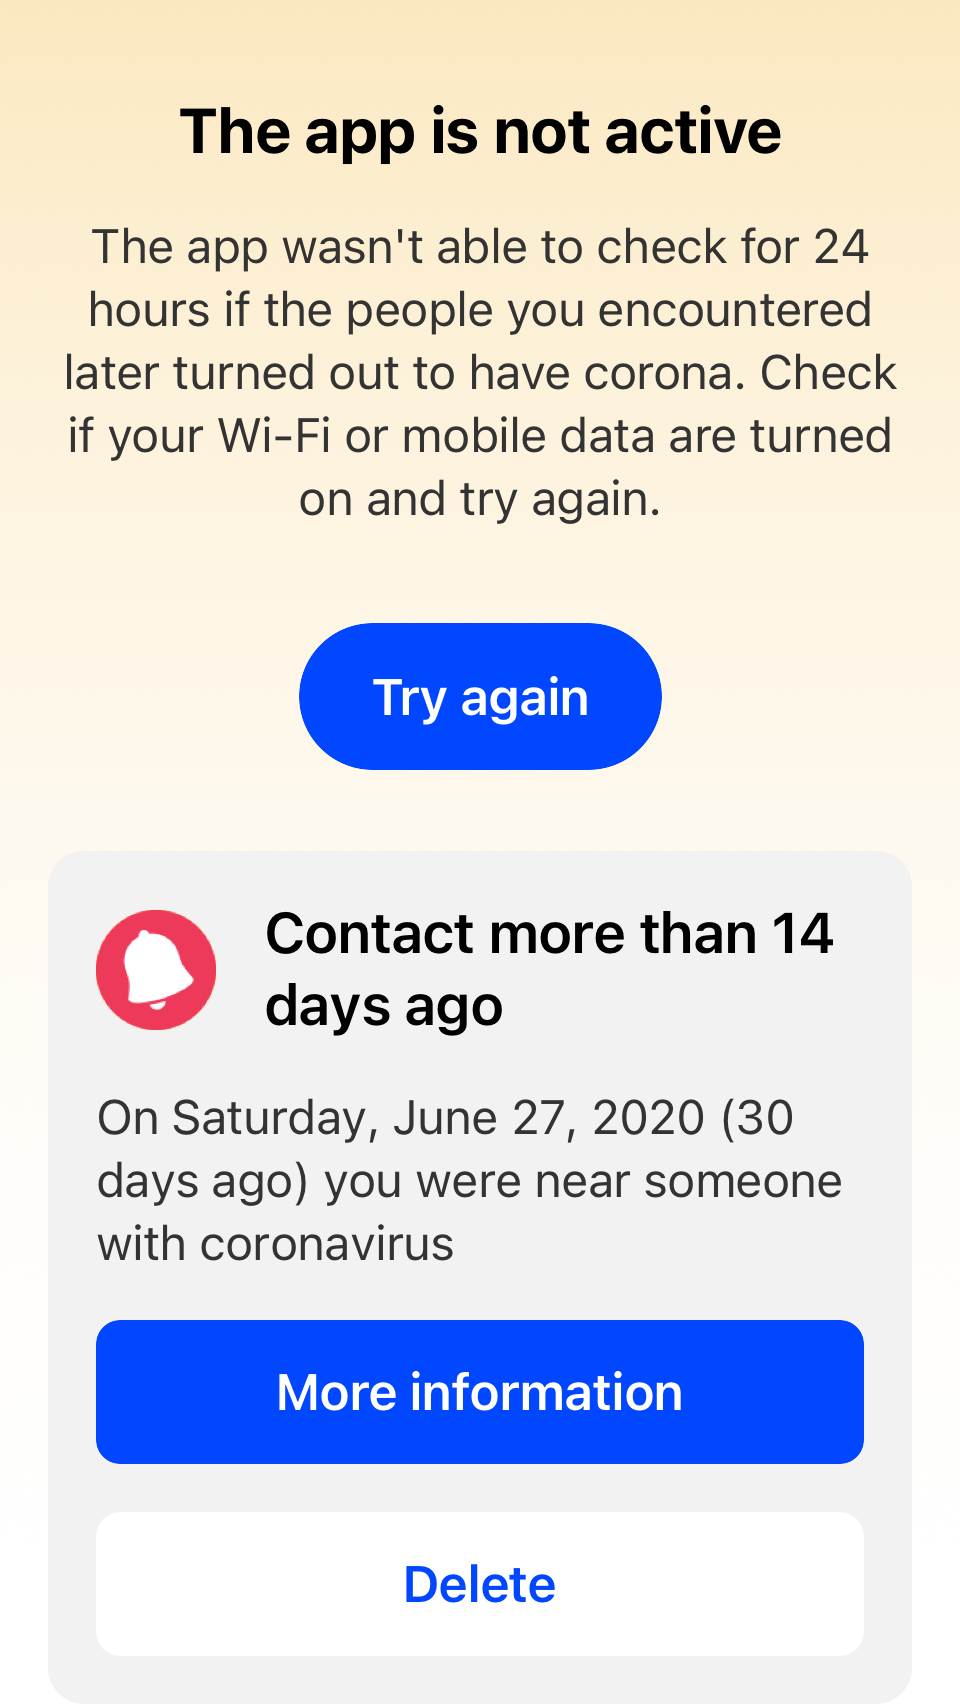 The app is not active
The app wasn't able to check for 24
hours if the people you encountered
later turned out to have corona. Check
if your Wi-Fi or mobile data are turned
on and try again.
Try again
Contact more than 14
days ago
On Saturday, June 27, 2020 (30
days ago) you were near someone
with coronavirus
More information
Delete